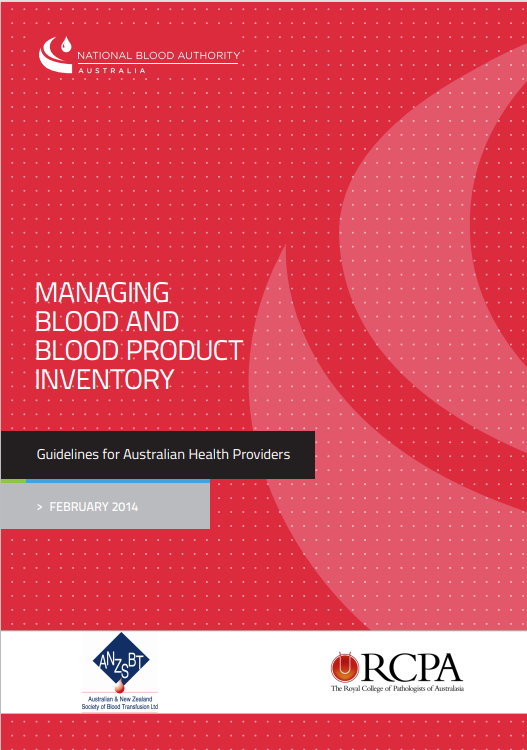 NATIONAL BLOOD AUTHORITY
AUSTRALIA
MANAGING
BLOOD AND
BLOOD PRODUCT
INVENTORY
Guidelines for Australian Health Providers
> FEBRUARY 2014
ANZSBT
Australian & New Zealand
Society of Blood Transfusion Ltd
RCPA
The Royal College of Pathologists of Australasia